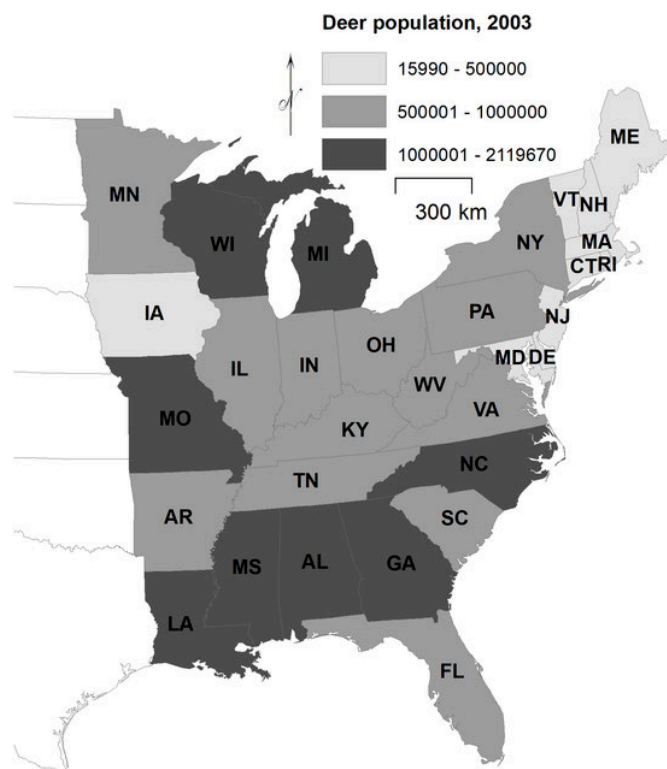 Deer population, 2003
15990 - 500000
500001 - 1000000
1000001 - 2119670
N
300 km
ME
VT
NH
MN
WI
MI
NY
MA
CT
RI
IA
PA
NJ
OH
IL
IN
MD
DE
WV
VA
MO
KY
NC
TN
AR
SC
MS
AL
GA
LA
FL